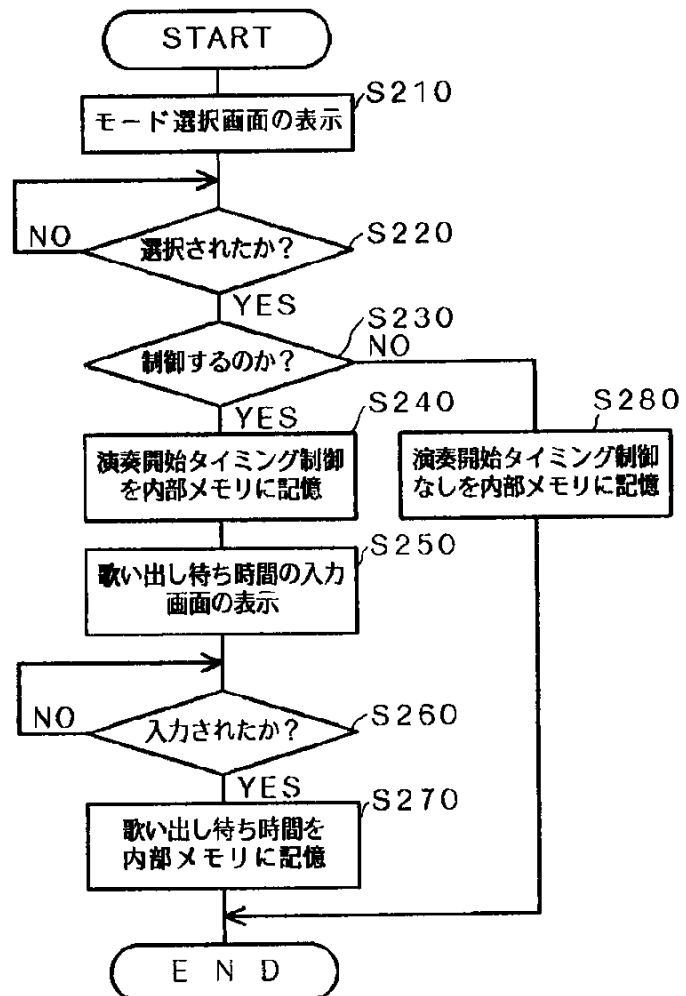 START
S210
モード選択画面の表示
NO
選択されたか？
S220
YES
S230
制御するのか？
NO
YES
S240
演奏開始タイミング制御
を内部メモリに記憶
S280
演奏開始タイミング制御
なしを内部メモリに記憶
S250
歌い出し待ち時間の入力
画面の表示
NO
入力されたか？
S260
YES
S270
歌い出し待ち時間を
内部メモリに記憶
END